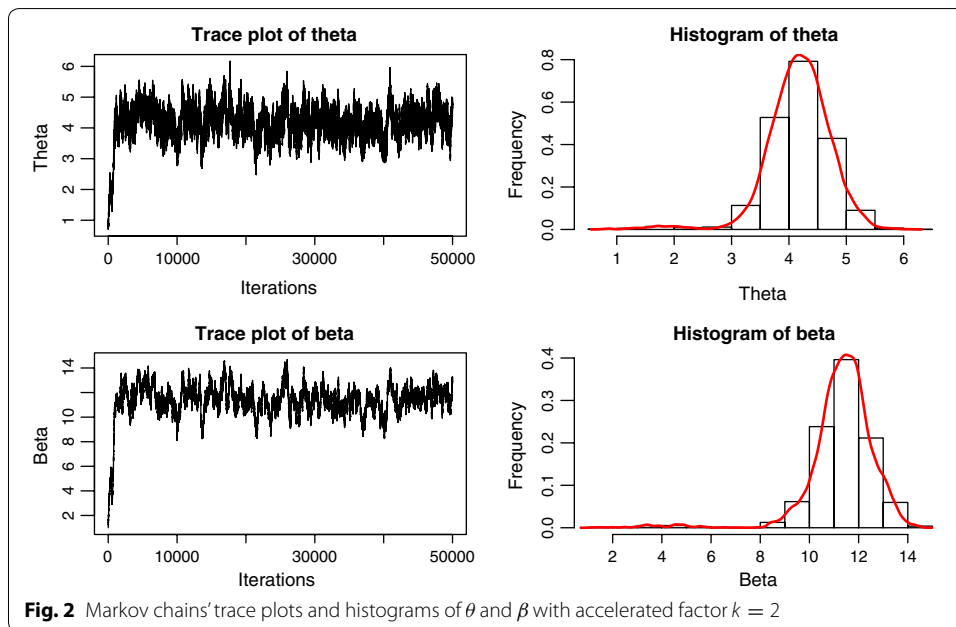 Trace plot of theta
Theta
6
5
4
3
2
1
0 10000 30000 50000
Iterations
Histogram of theta
Frequency
0.8
0.4
0.0
1 2 3 4 5 6
Theta
Trace plot of beta
Beta
14
10
8
6
4
2
0 10000 30000 50000
Iterations
Histogram of beta
Frequency
0.4
0.3
0.2
0.1
0.0
2 4 6 8 10 12 14
Beta
Fig. 2 Markov chains' trace plots and histograms of θ and β with accelerated factor k = 2